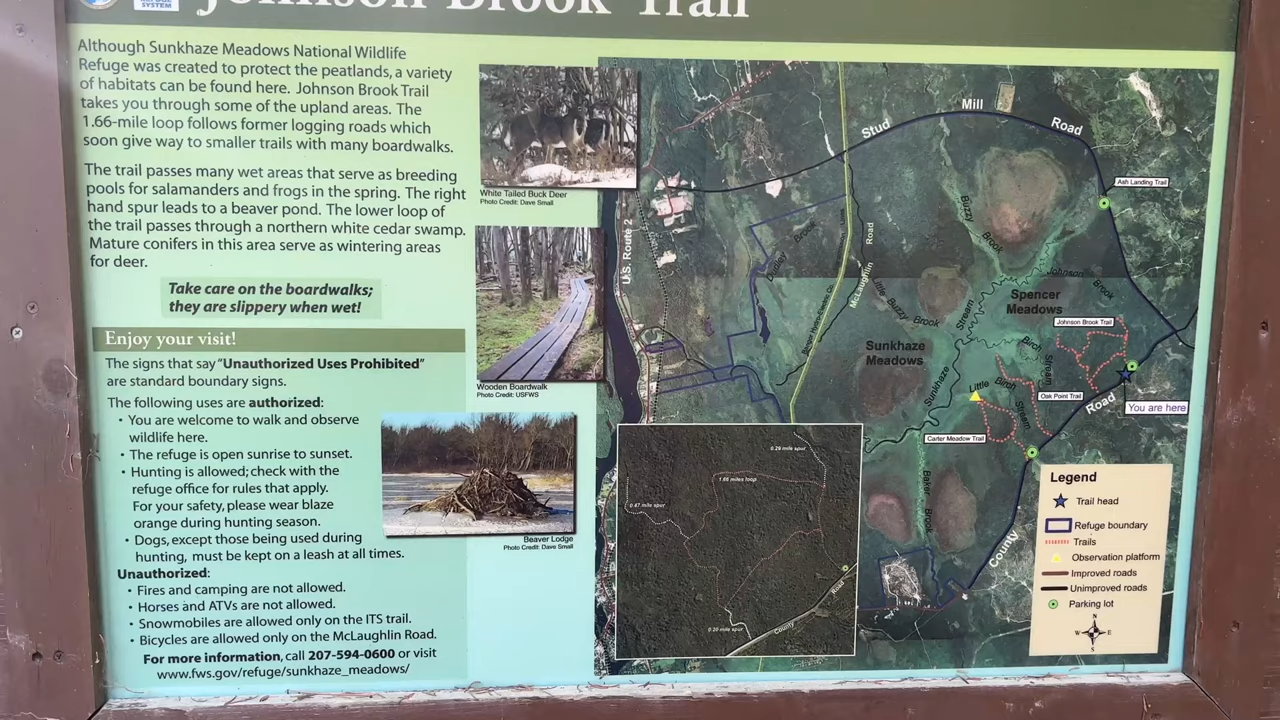 REFUGE
SYSTEM
Johnson Brook Trail
Although Sunkhaze Meadows National Wildlife
Refuge was created to protect the peatlands, a variety
of habitats can be found here. Johnson Brook Trail
takes you through some of the upland areas. The
1.66-mile loop follows former logging roads which
soon give way to smaller trails with many boardwalks.
The trail passes many wet areas that serve as breeding
pools for salamanders and frogs in the spring. The right
hand spur leads to a beaver pond. The lower loop of
the trail passes through a northern white cedar swamp.
Mature conifers in this area serve as wintering areas
for deer.
Take care on the boardwalks;
they are slippery when wet!
Enjoy your visit!
The signs that say "Unauthorized Uses Prohibited"
are standard boundary signs.
The following uses are authorized:
• You are welcome to walk and observe
wildlife here.
• The refuge is open sunrise to sunset.
• Hunting is allowed; check with the
refuge office for rules that apply.
For your safety, please wear blaze
orange during hunting season.
• Dogs, except those being used during
hunting, must be kept on a leash at all times.
Unauthorized:
• Fires and camping are not allowed.
• Horses and ATVs are not allowed.
• Snowmobiles are allowed only on the ITS trail.
• Bicycles are allowed only on the McLaughlin Road.
For more information, call 207-594-0600 or visit
www.fws.gov/refuge/sunkhaze_meadows/
White Tailed Buck Deer
Photo Credit: Dave Small
Wooden Boardwalk
Photo Credit: USFWS
Beaver Lodge
Photo Credit: Dave Small
Stud Mill Road
U.S. Route 2
Dudley Brook
McLaughlin Road
Little Buzzy Brook
Buzzy Brook
Ash Landing Trail
Johnson Brook
Spencer
Meadows
Sunkhaze Stream
Johnson Brook Trail
Sunkhaze
Meadows
Birch Stream
Little Birch Stream
Oak Point Trail
You are here
Carter Meadow Trail
Baker Brook
County Road
0.29 mile spur
1.66 miles loop
0.47 mile spur
0.20 mile spur
County Road
Legend
Trail head
Refuge boundary
Trails
Observation platform
Improved roads
Unimproved roads
Parking lot
N
W E
S